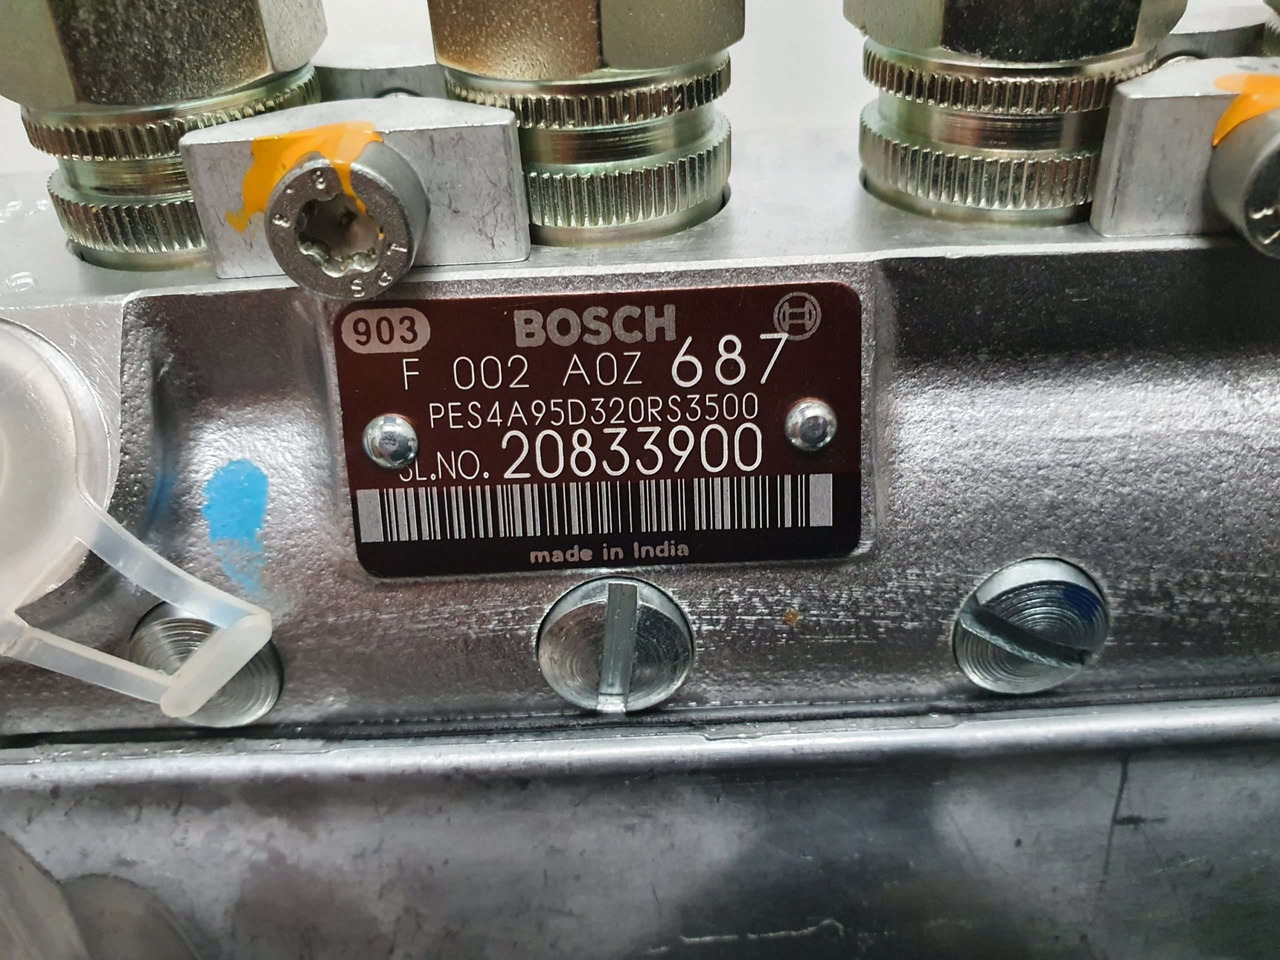 903 BOSCH
F 002 A0Z 687
PES4A95D320RS3500
SL.NO. 20833900
made in India